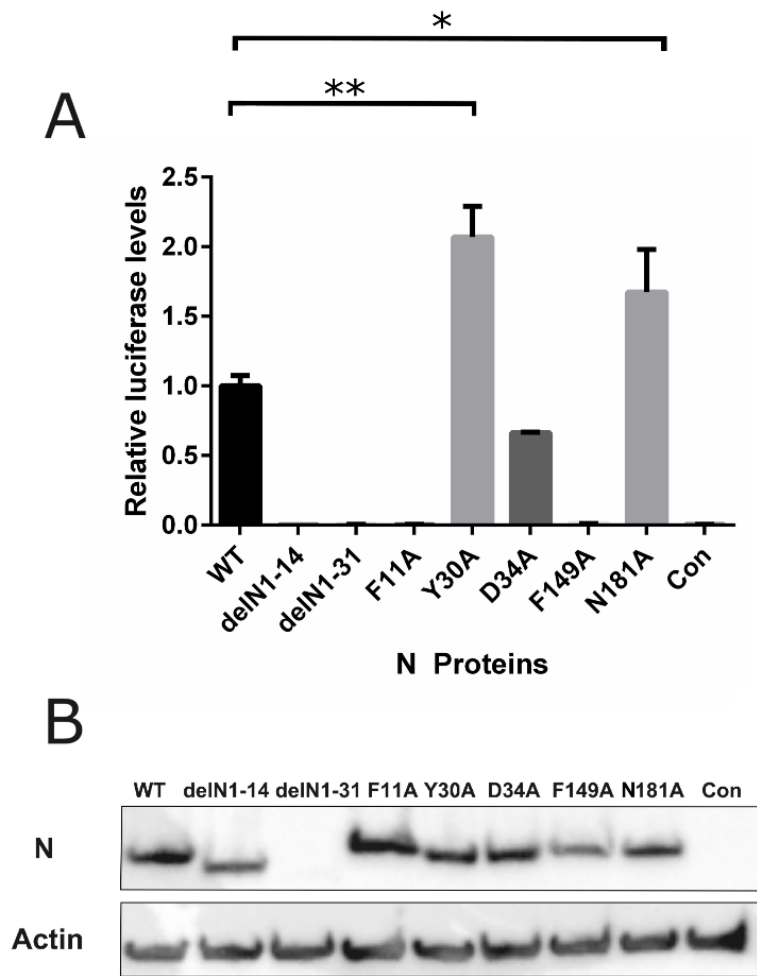 *
**
A
Relative luciferase levels
2.5
2.0
1.5
1.0
0.5
0.0
WT
delN1-14
delN1-31
F11A
Y30A
D34A
F149A
N181A
Con
N Proteins
B
WT delN1-14 delN1-31 F11A Y30A D34A F149A N181A Con
N
Actin